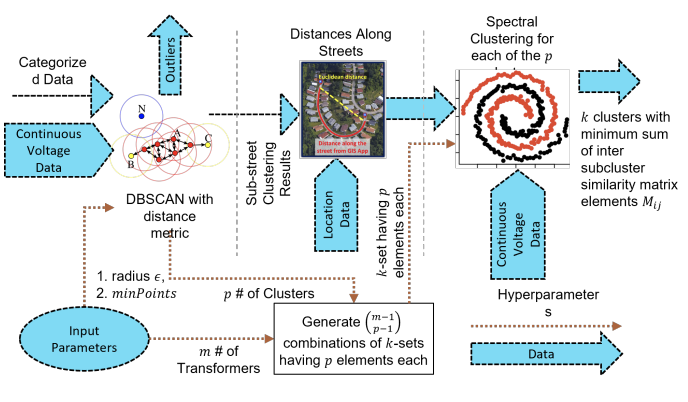 Categorize
d Data
Continuous
Voltage
Data
Outliers
N
A
B
C
DBSCAN with
distance
metric
Sub-street
Clustering
Results
Distances Along
Streets
Euclidean distance
Distance along the
street from GIS App
Location
Data
Spectral
Clustering for
each of the p
Continuous
Voltage
Data
k clusters with
minimum sum
of inter
subcluster
similarity matrix
elements M_{ij}
k-set having p
elements each
1. radius ϵ,
2. minPoints
p # of Clusters
Input
Parameters
m # of
Transformers
Generate \binom{m-1}{p-1}
combinations of k-sets
having p elements each
Hyperparameter
s
Data